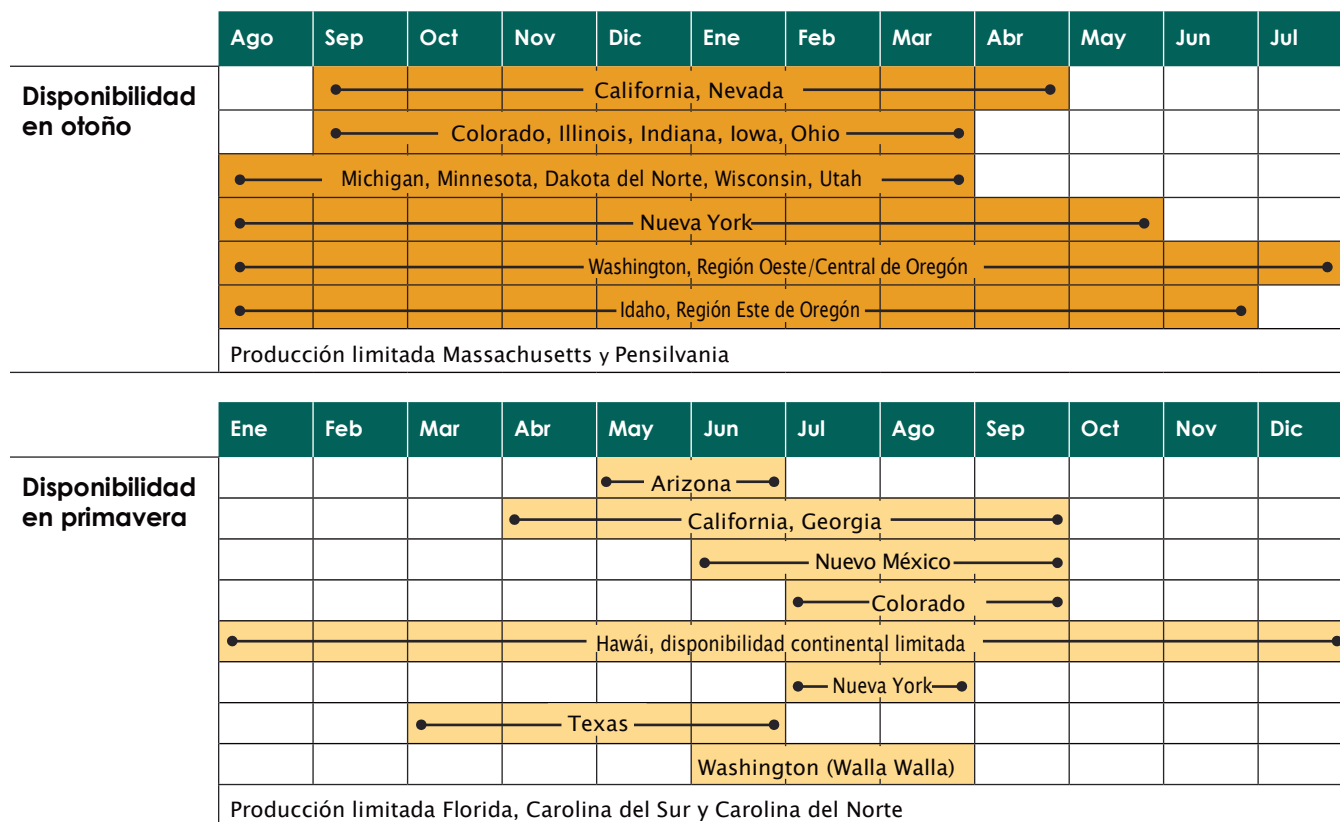 Ago Sep Oct Nov Dic Ene Feb Mar Abr May Jun Jul
Disponibilidad
en otoño
California, Nevada
Colorado, Illinois, Indiana, Iowa, Ohio
Michigan, Minnesota, Dakota del Norte, Wisconsin, Utah
Nueva York
Washington, Región Oeste/Central de Oregón
Idaho, Región Este de Oregón
Producción limitada Massachusetts y Pensilvania
Ene Feb Mar Abr May Jun Jul Ago Sep Oct Nov Dic
Disponibilidad
en primavera
Arizona
California, Georgia
Nuevo México
Colorado
Hawái, disponibilidad continental limitada
Nueva York
Texas
Washington (Walla Walla)
Producción limitada Florida, Carolina del Sur y Carolina del Norte